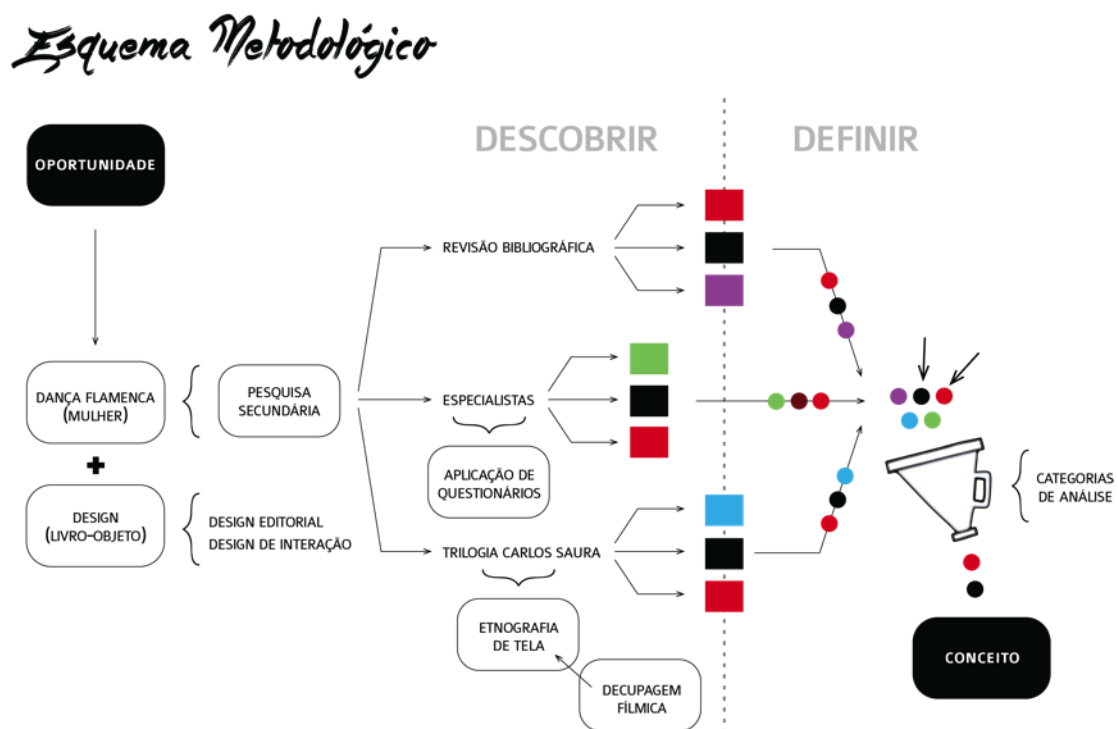 Esquema Metodológico
DESCOBRIR
DEFINIR
OPORTUNIDADE
REVISÃO BIBLIOGRÁFICA
DANÇA FLAMENCA
(MULHER)
PESQUISA
SECUNDÁRIA
ESPECIALISTAS
APLICAÇÃO DE
QUESTIONÁRIOS
CATEGORIAS
DE ANÁLISE
+
DESIGN
(LIVRO-OBJETO)
DESIGN EDITORIAL
DESIGN DE INTERAÇÃO
TRILOGIA CARLOS SAURA
ETNOGRAFIA
DE TELA
DECUPAGEM
FÍLMICA
CONCEITO